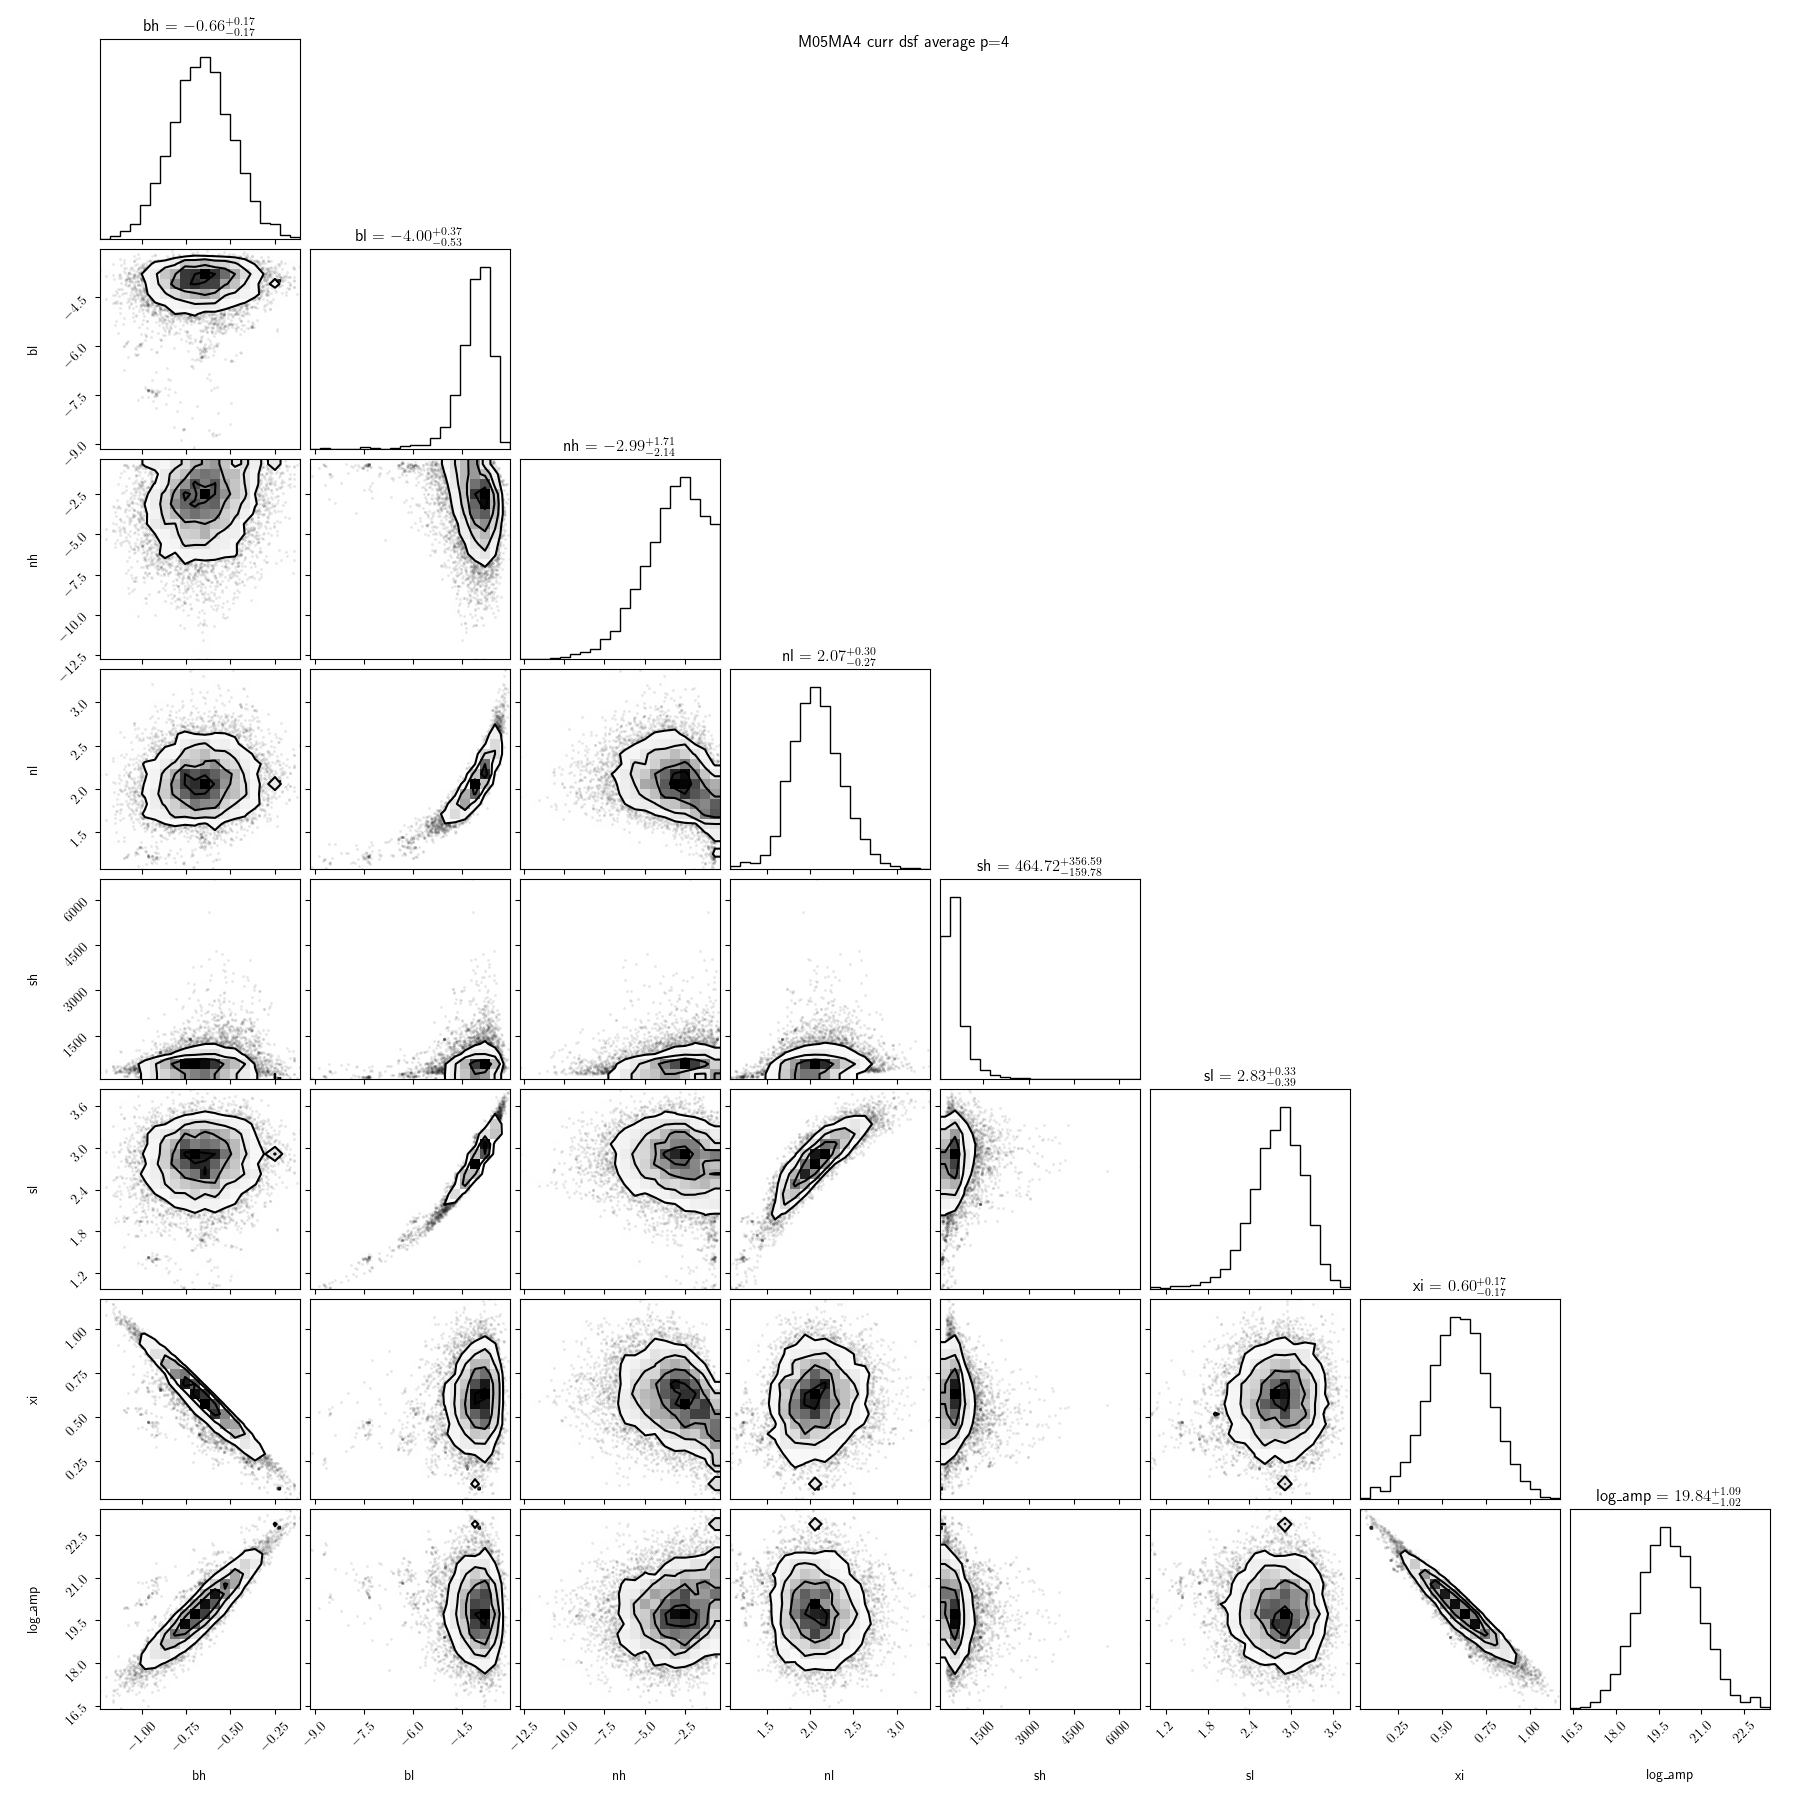 bh = −0.66+0.17−0.17
M05MA4 curr dsf average p=4
bl = −4.00+0.37−0.53
bl
−4.5
−6.0
−7.5
−9.0
nh = −2.99+1.71−2.14
nh
−2.5
−5.0
−7.5
−10.0
−12.5
nl = 2.07+0.30−0.27
nl
3.0
2.5
2.0
1.5
sh = 464.72+356.59−159.78
sh
6000
4500
3000
1500
sl = 2.83+0.33−0.39
sl
3.6
3.0
2.4
1.8
1.2
xi = 0.60+0.17−0.17
xi
1.00
0.75
0.50
0.25
log_amp = 19.84+1.09−1.02
log_amp
22.5
21.0
19.5
18.0
16.5
−1.00 −0.75 −0.50 −0.25 −9.0 −7.5 −6.0 −4.5 −12.5 −10.0 −7.5 −5.0 −2.5 1.5 2.0 2.5 3.0 1500 3000 4500 6000 1.2 1.8 2.4 3.0 3.6 0.25 0.50 0.75 1.00 16.5 18.0 19.5 21.0 22.5
bh bl nh nl sh sl xi log_amp